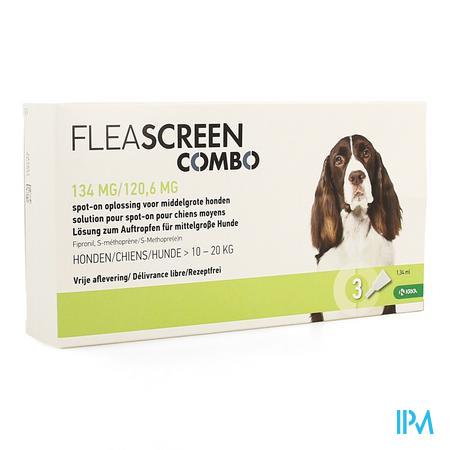 FLEASCREEN
COMBO
134 MG/120,6 MG
spot-on oplossing voor middelgrote honden
solution pour spot-on pour chiens moyens
Lösung zum Auftropfen für mittelgroße Hunde
Fipronil, S-méthoprène/S-Methopre(e)n
HONDEN/CHIENS/HUNDE > 10 – 20 KG
Vrije aflevering/ Délivrance libre/Rezeptfrei
3
1,34 ml
KRKA
IPM